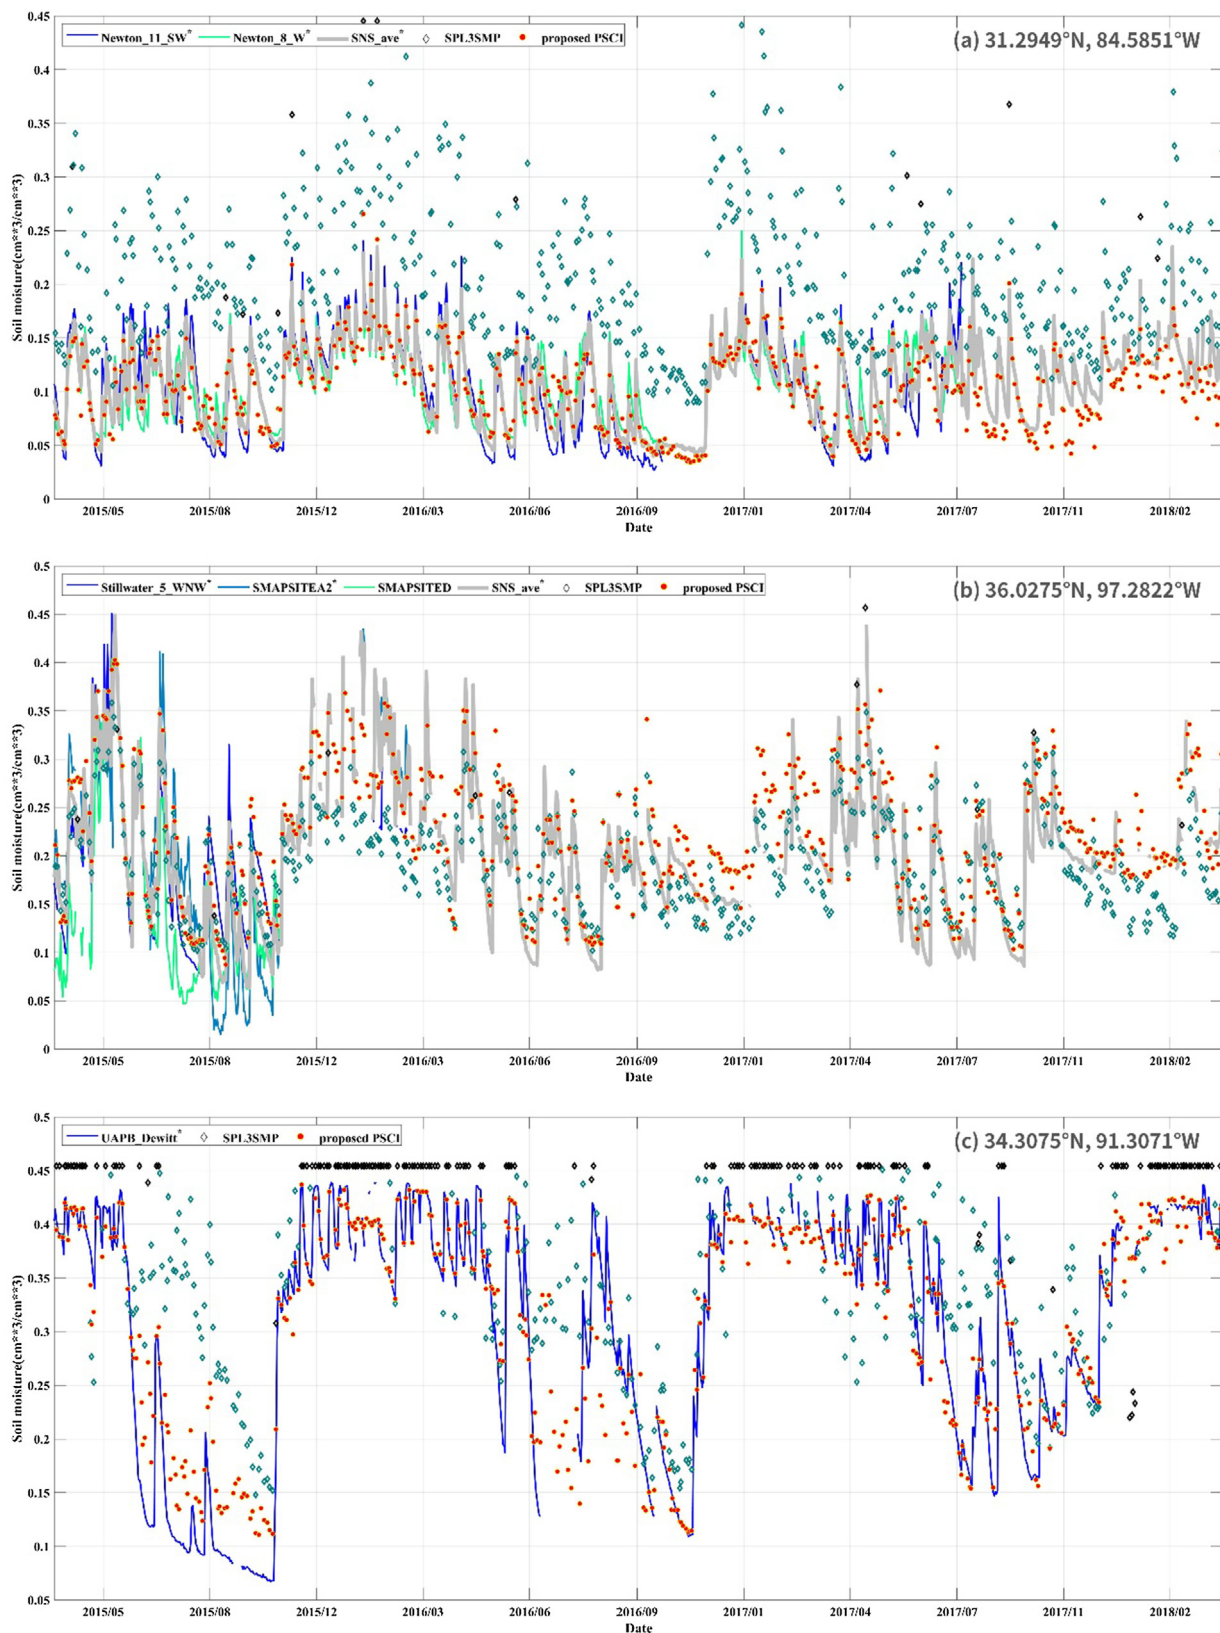 0.45
Newton_11_SW* Newton_8_W* SNS_ave* SPL3SMP proposed PSCI
(a) 31.2949°N, 84.5851°W
0.4
0.35
0.3
0.25
0.2
0.15
0.1
0.05
0
Soil moisture(cm**3/cm**3)
2015/05 2015/08 2015/12 2016/03 2016/06 2016/09 2017/01 2017/04 2017/07 2017/11 2018/02
Date
0.5
Stillwater_5_WNW* SMAPSITEA2* SMAPSITED SNS_ave* SPL3SMP proposed PSCI
(b) 36.0275°N, 97.2822°W
0.45
0.4
0.35
0.3
0.25
0.2
0.15
0.1
0.05
0
Soil moisture(cm**3/cm**3)
2015/05 2015/08 2015/12 2016/03 2016/06 2016/09 2017/01 2017/04 2017/07 2017/11 2018/02
Date
0.5
UAPB_Dewitt* SPL3SMP proposed PSCI
(c) 34.3075°N, 91.3071°W
0.45
0.4
0.35
0.3
0.25
0.2
0.15
0.1
0.05
Soil moisture(cm**3/cm**3)
2015/05 2015/08 2015/12 2016/03 2016/06 2016/09 2017/01 2017/04 2017/07 2017/11 2018/02
Date